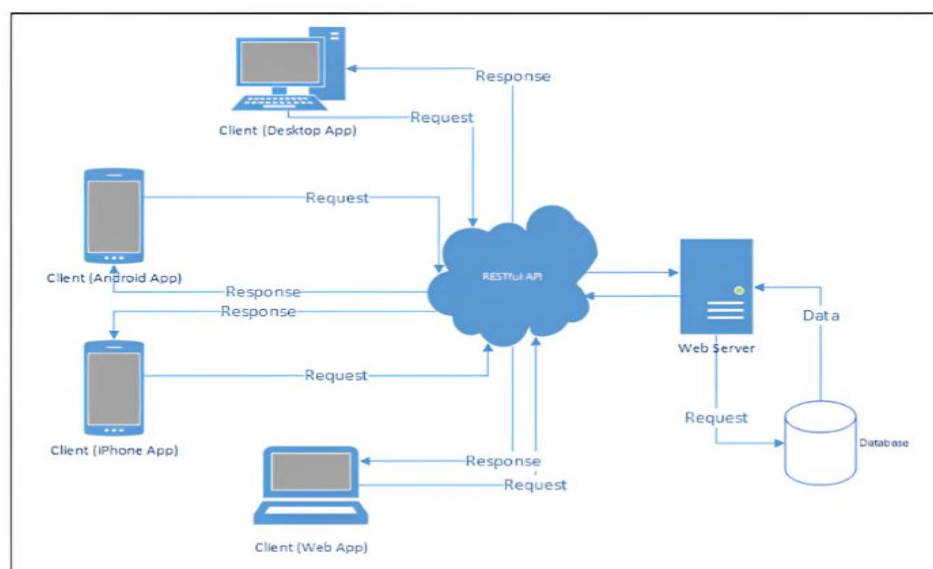 Response
Request
Client (Desktop App)
Request
Client (Android App)
Response
Response
RESTful API
Data
Web Server
Request
Request
Database
Client (iPhone App)
Response
Request
Client (Web App)